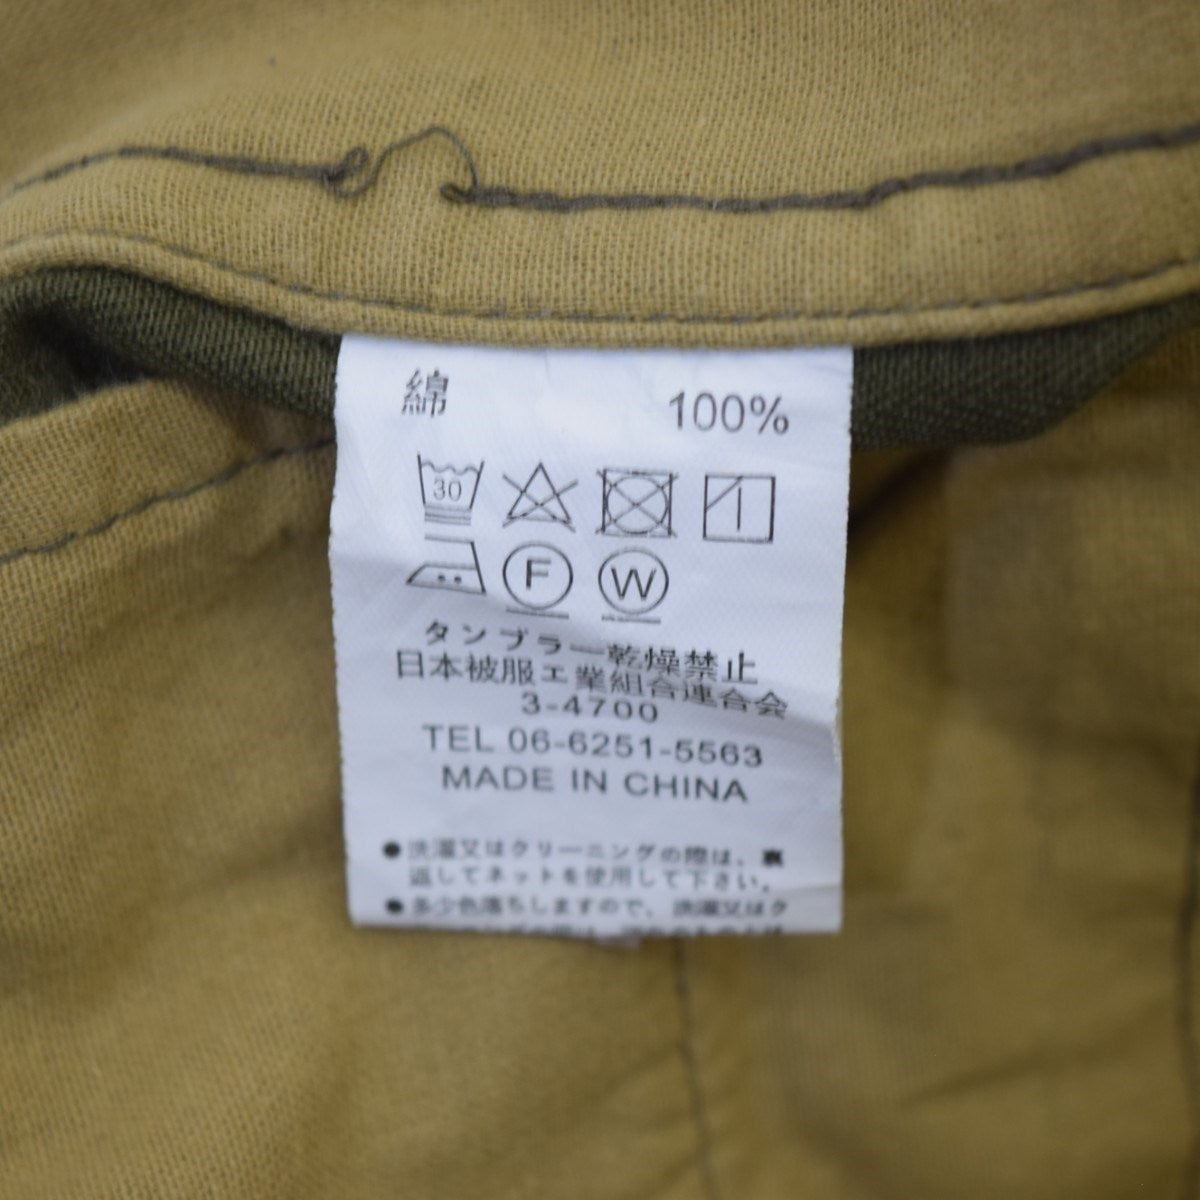 綿 100%
30
F W
タンブラー乾燥禁止
日本被服工業組合連合会
3-4700
TEL 06-6251-5563
MADE IN CHINA
●洗濯又はクリーニングの際は、裏
返してネットを使用して下さい。
●多少色落ちしますので、洗濯又はク